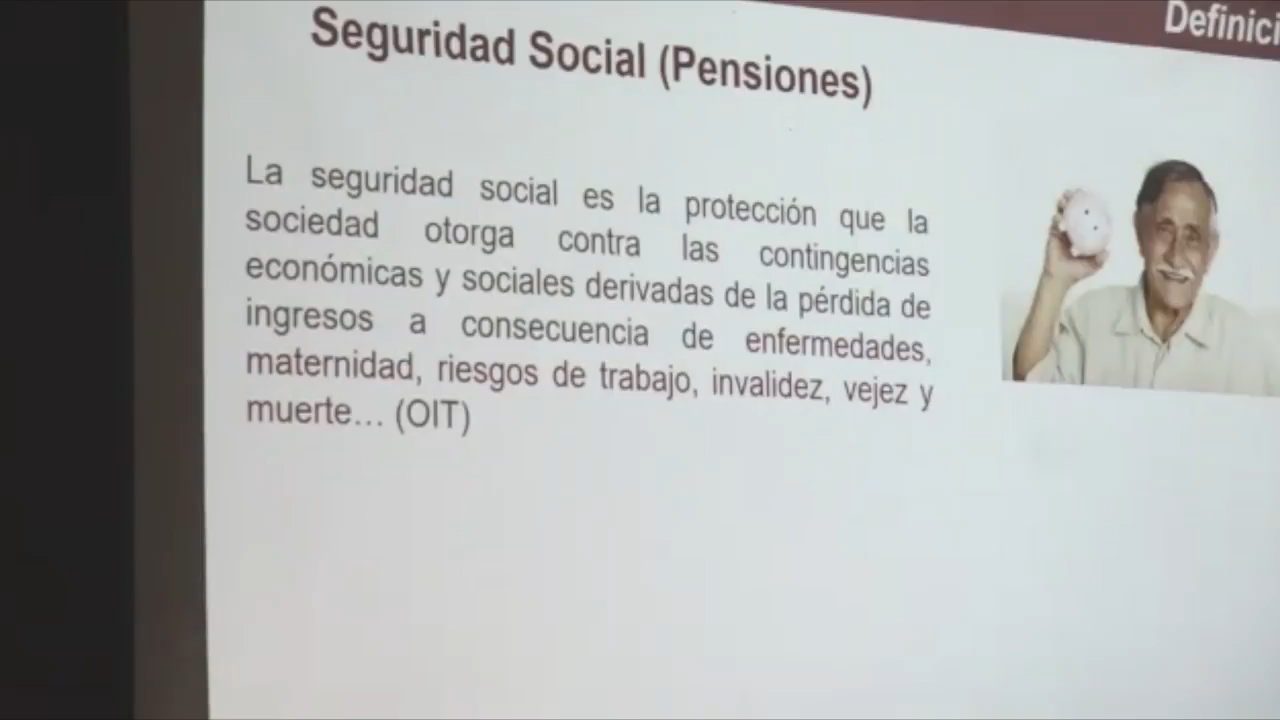 Definici
Seguridad Social (Pensiones)
La seguridad social es la protección que la
sociedad otorga contra las contingencias
económicas y sociales derivadas de la pérdida de
ingresos a consecuencia de enfermedades,
maternidad, riesgos de trabajo, invalidez, vejez y
muerte... (OIT)